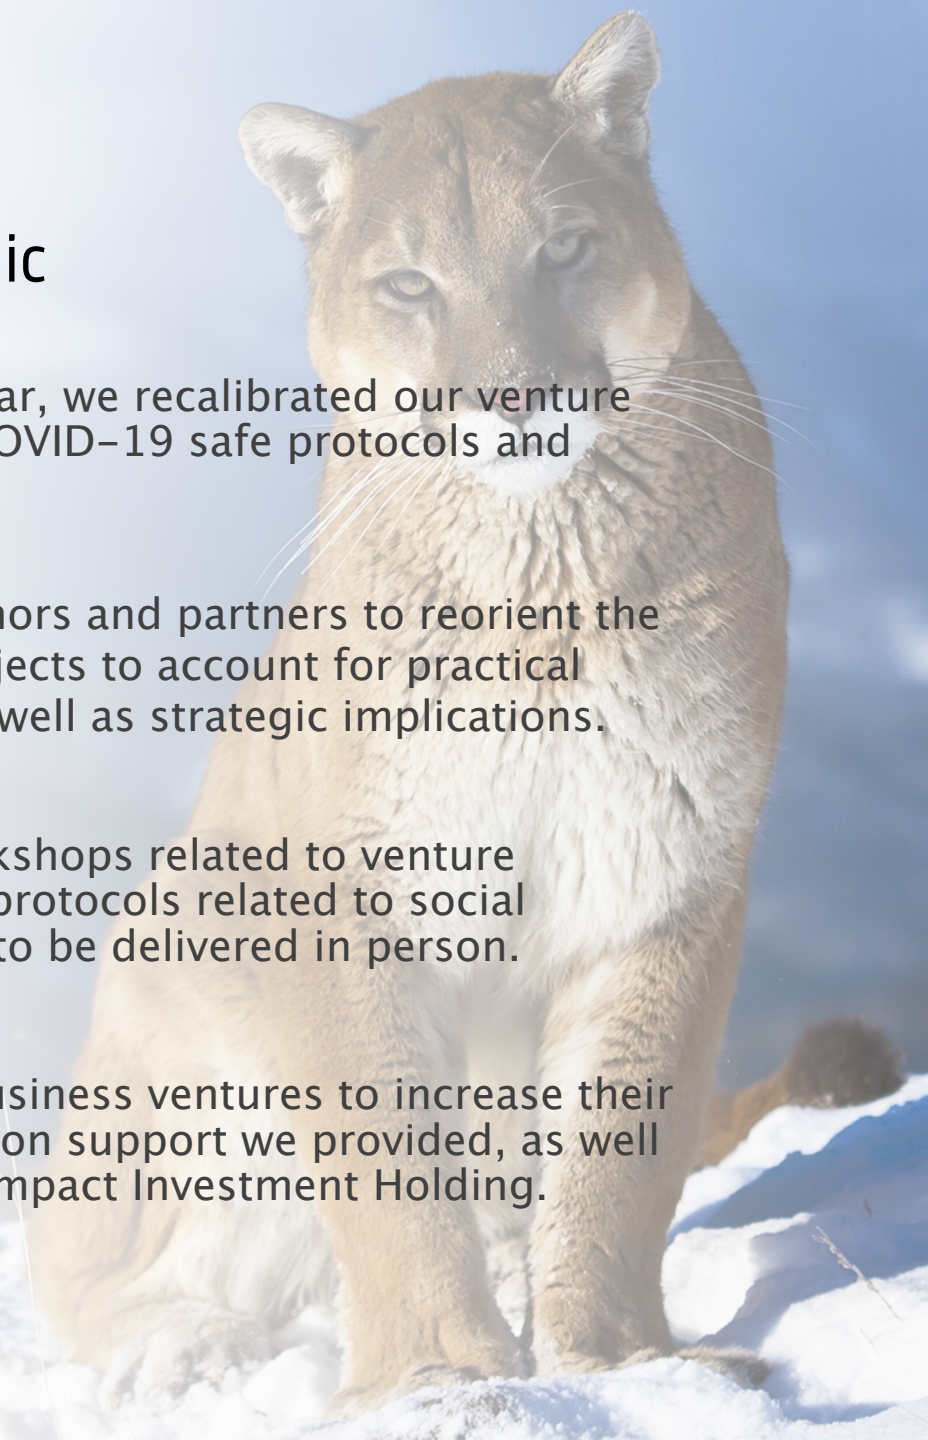 ic
ar, we recalibrated our venture
OVID-19 safe protocols and
nors and partners to reorient the
jects to account for practical
well as strategic implications.
kshops related to venture
protocols related to social
to be delivered in person.
usiness ventures to increase their
on support we provided, as well
mpact Investment Holding.